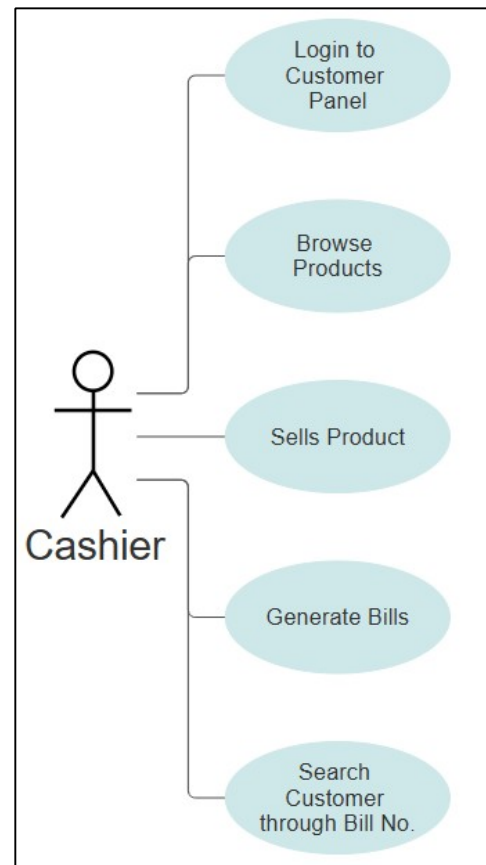 Login to
Customer
Panel
Browse
Products
Sells Product
Cashier
Generate Bills
Search
Customer
through Bill No.